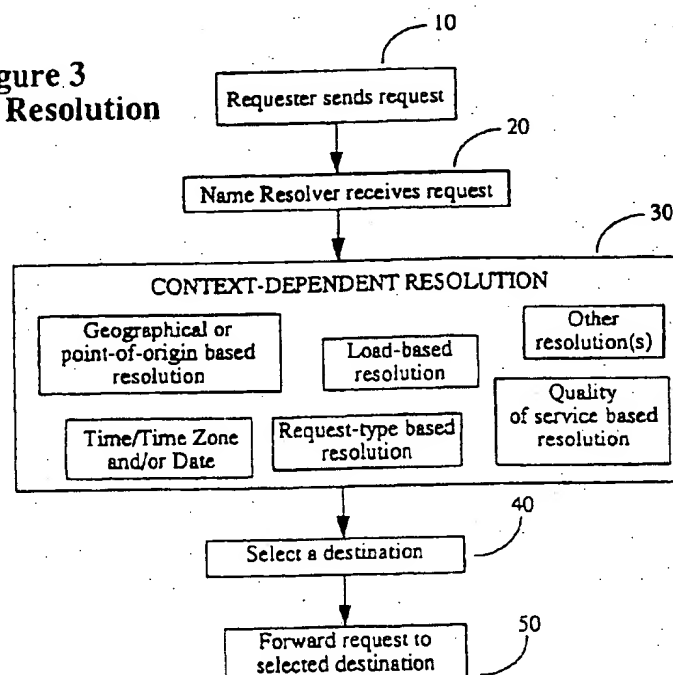 10
gure 3
Resolution
Requester sends request
20
Name Resolver receives request
30
CONTEXT-DEPENDENT RESOLUTION
Geographical or
point-of-origin based
resolution
Load-based
resolution
Other
resolution(s)
Time/Time Zone
and/or Date
Request-type based
resolution
Quality
of service based
resolution
40
Select a destination
50
Forward request to
selected destination